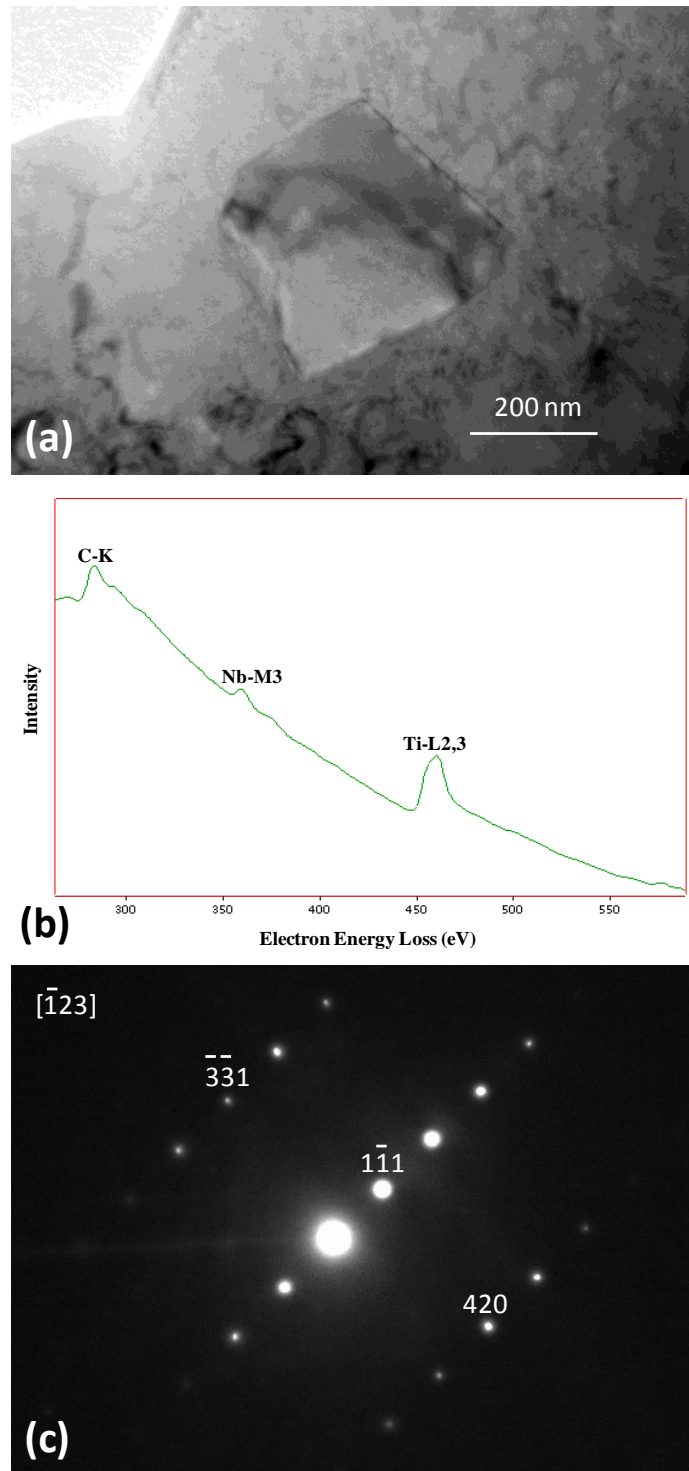 200 nm
(a)
C-K
Nb-M3
Ti-L2,3
Intensity
300 350 400 450 500 550
(b)
Electron Energy Loss (eV)
[1̅23]
3̅3̅1
11̅1
420
(c)